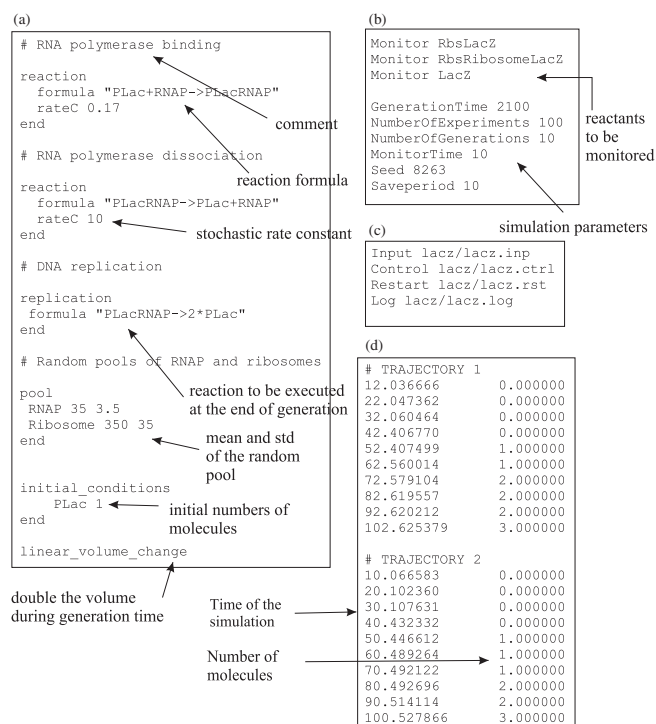 (a)
# RNA polymerase binding
reaction
formula "PLac+RNAP->PLacRNAP"
rateC 0.17
end
comment
# RNA polymerase dissociation
reaction formula
reaction
formula "PLacRNAP->PLac+RNAP"
rateC 10
end
stochastic rate constant
# DNA replication
replication
formula "PLacRNAP->2*PLac"
end
# Random pools of RNAP and ribosomes
pool
RNAP 35 3.5
Ribosome 350 35
end
reaction to be executed
at the end of generation
mean and std
of the random
pool
initial_conditions
PLac 1
end
initial numbers of
molecules
linear_volume_change
double the volume
during generation time
(b)
Monitor RbsLacZ
Monitor RbsRibosomeLacZ
Monitor LacZ
GenerationTime 2100
NumberOfExperiments 100
NumberOfGenerations 10
MonitorTime 10
Seed 8263
Saveperiod 10
reactants
to be
monitored
simulation parameters
(c)
Input lacz/lacz.inp
Control lacz/lacz.ctrl
Restart lacz/lacz.rst
Log lacz/lacz.log
(d)
# TRAJECTORY 1
12.036666 0.000000
22.047362 0.000000
32.060464 0.000000
42.406770 0.000000
52.407499 1.000000
62.560014 1.000000
72.579104 2.000000
82.619557 2.000000
92.620212 2.000000
102.625379 3.000000
# TRAJECTORY 2
10.066583 0.000000
20.102360 0.000000
30.107631 0.000000
40.432332 0.000000
50.446612 1.000000
60.489264 1.000000
70.492122 1.000000
80.492696 2.000000
90.514114 2.000000
100.527866 3.000000
Time of the
simulation
Number of
molecules